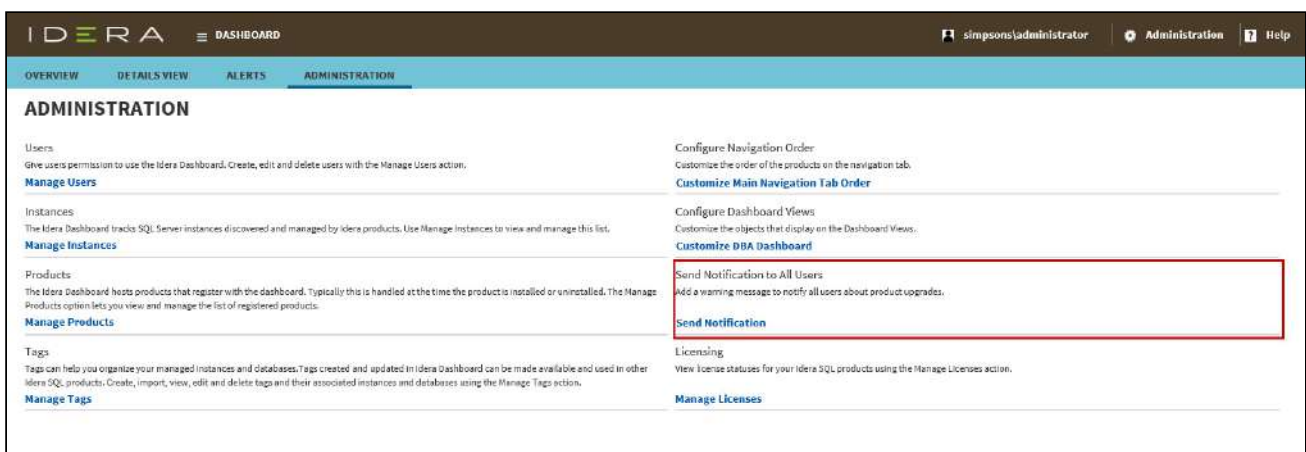 IDERA DASHBOARD simpsons\administrator Administration ? Help
OVERVIEW DETAILS VIEW ALERTS ADMINISTRATION
ADMINISTRATION
Users
Give users permission to use the Idera Dashboard. Create, edit and delete users with the Manage Users action.
Manage Users
Instances
The Idera Dashboard tracks SQL Server instances discovered and managed by Idera products. Use Manage Instances to view and manage this list.
Manage Instances
Products
The Idera Dashboard hosts products that register with the dashboard. Typically this is handled at the time the product is installed or uninstalled. The Manage
Products option lets you view and manage the list of registered products.
Manage Products
Tags
Tags can help you organize your managed instances and databases.Tags created and updated in Idera Dashboard can be made available and used in other
Idera SQL products. Create, import, view, edit and delete tags and their associated instances and databases using the Manage Tags action.
Manage Tags
Configure Navigation Order
Customize the order of the products on the navigation tab.
Customize Main Navigation Tab Order
Configure Dashboard Views
Customize the objects that display on the Dashboard Views.
Customize DBA Dashboard
Send Notification to All Users
Add a warning message to notify all users about product upgrades.
Send Notification
Licensing
View license statuses for your Idera SQL products using the Manage Licenses action.
Manage Licenses